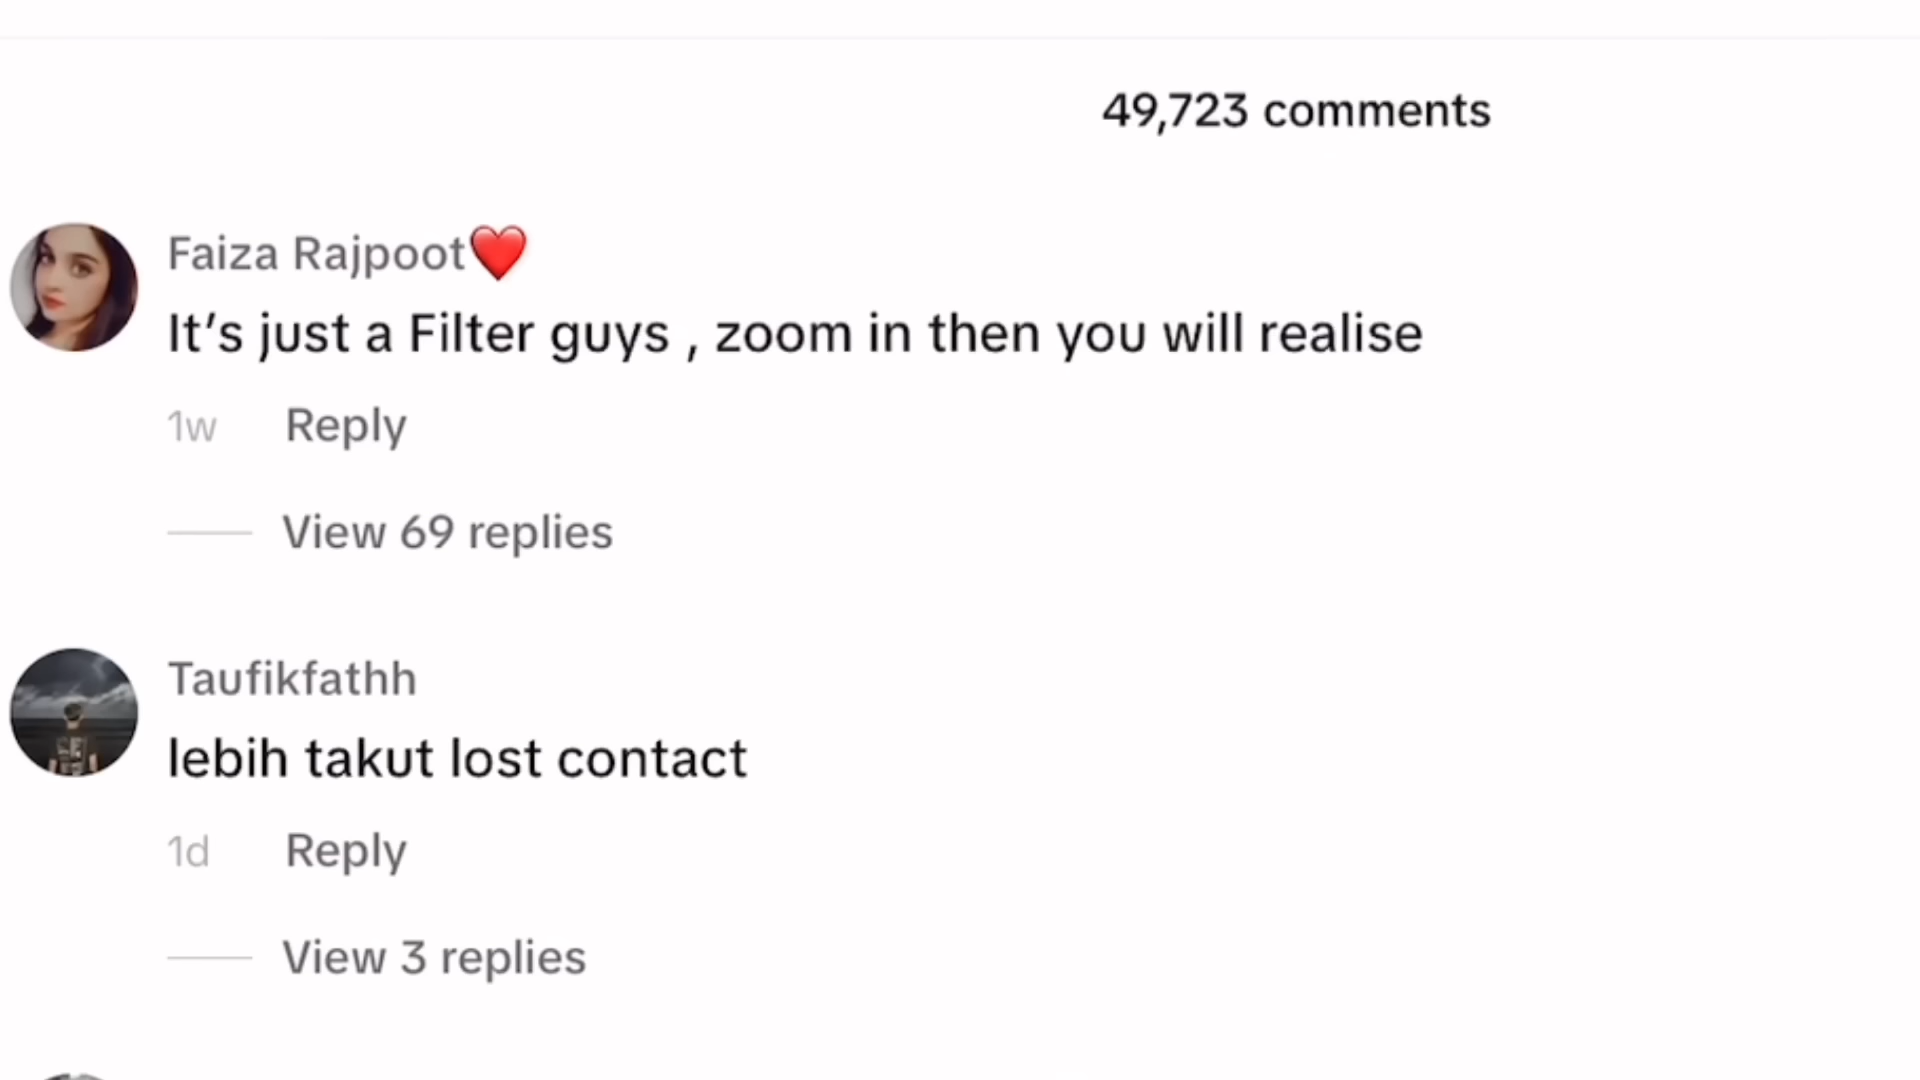 49,723 comments
Faiza Rajpoot❤️
It’s just a Filter guys , zoom in then you will realise
1w Reply
View 69 replies
Taufikfathh
lebih takut lost contact
1d Reply
View 3 replies